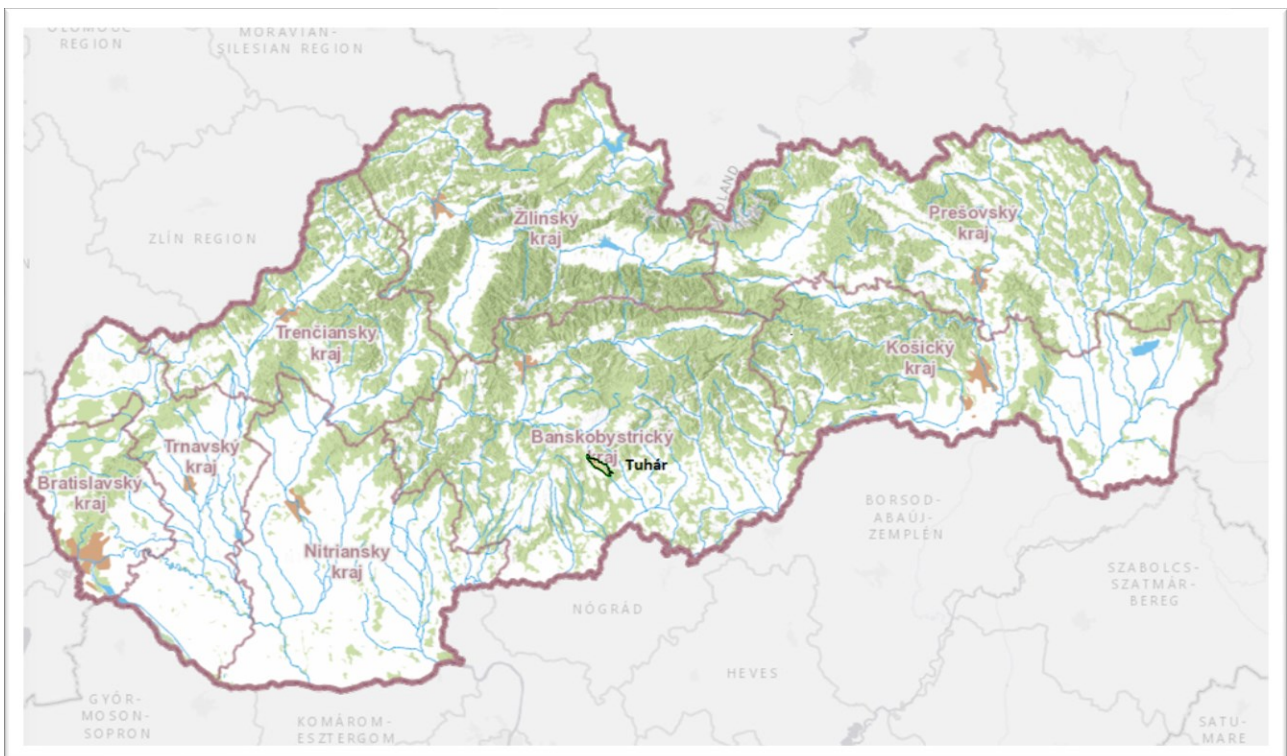 OLOMOUC
REGION
MORAVIAN-
SILESIAN REGION
ZLÍN REGION
Žilinský
kraj
Prešovský
kraj
Trenčiansky
kraj
Košický
kraj
Banskobystrický
kraj
Tuhár
Trnavský
kraj
Bratislavský
kraj
Nitriansky
kraj
BORSOD-
ABAÚJ-
ZEMPLÉN
SZABOLCS-
SZATMÁR-
BEREG
NÓGRÁD
HEVES
GYŐR-
MOSON-
SOPRON
KOMÁROM-
ESZTERGOM
SATU-
MARE